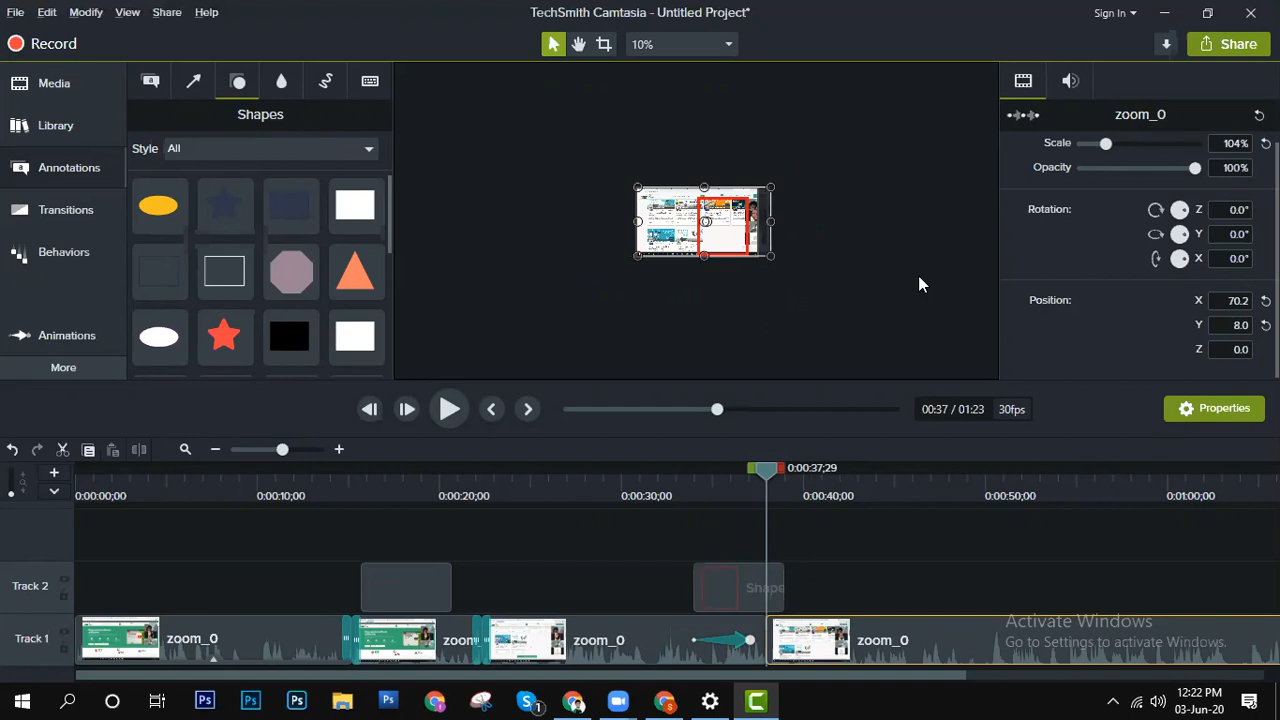 File Edit Modify View Share Help
TechSmith Camtasia - Untitled Project*
Sign In
Record
10%
Share
Media
Library
Annotations
nsitions
Behaviors
Animations
More
Shapes
Style All
zoom_0
Scale 104%
Opacity 100%
Rotation: Z 0.0°
Y 0.0°
X 0.0°
Position: X 70.2
Y 8.0
Z 0.0
00:37 / 01:23 30fps
Properties
0:00:37;29
0:00:00;00 0:00:10;00 0:00:20;00 0:00:30;00 0:00:40;00 0:00:50;00 0:01:00;00
Track 2
Shape
Track 1
zoom_0 zoom zoom_0 zoom_0
Activate Windows
Go to Settings to activate Windows.
12:22 PM
03-Jun-20